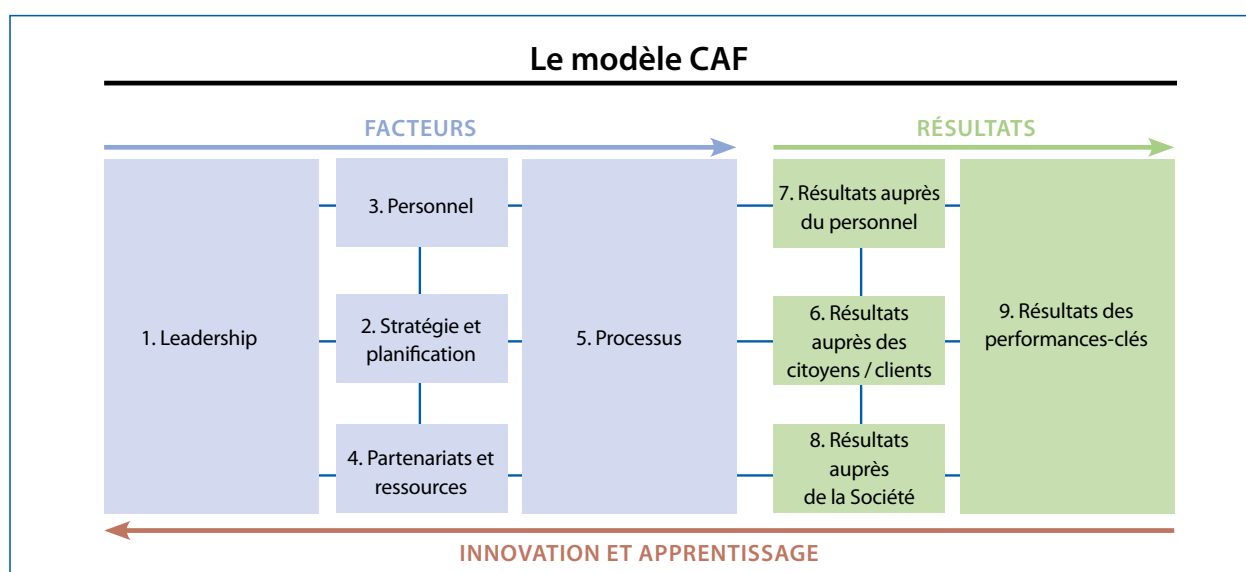 Le modèle CAF
FACTEURS
RÉSULTATS
1. Leadership
3. Personnel
2. Stratégie et
planification
4. Partenariats et
ressources
5. Processus
7. Résultats auprès
du personnel
6. Résultats
auprès des
citoyens / clients
8. Résultats
auprès
de la Société
9. Résultats des
performances-clés
INNOVATION ET APPRENTISSAGE